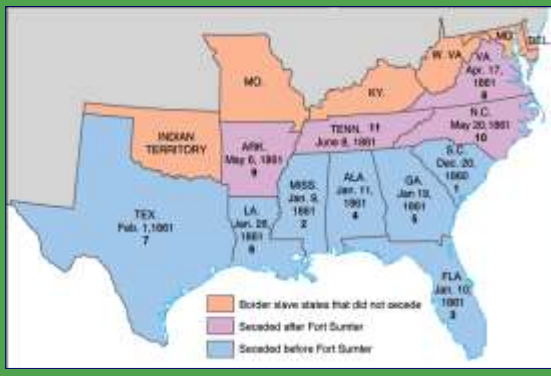 MD.
DEL.
W. VA.
VA.
Apr. 17,
1861
8
MO.
KY.
N.C.
May 20, 1861
10
TENN. 11
June 8, 1861
INDIAN
TERRITORY
ARK.
May 6, 1861
9
S.C.
Dec. 20,
1860
1
MISS.
Jan. 9,
1861
2
ALA.
Jan. 11,
1861
4
GA.
Jan 19,
1861
5
TEX.
Feb. 1,1861
7
LA.
Jan. 26,
1861
6
FLA.
Jan. 10,
1861
3
Border slave states that did not secede
Seceded after Fort Sumter
Seceded before Fort Sumter